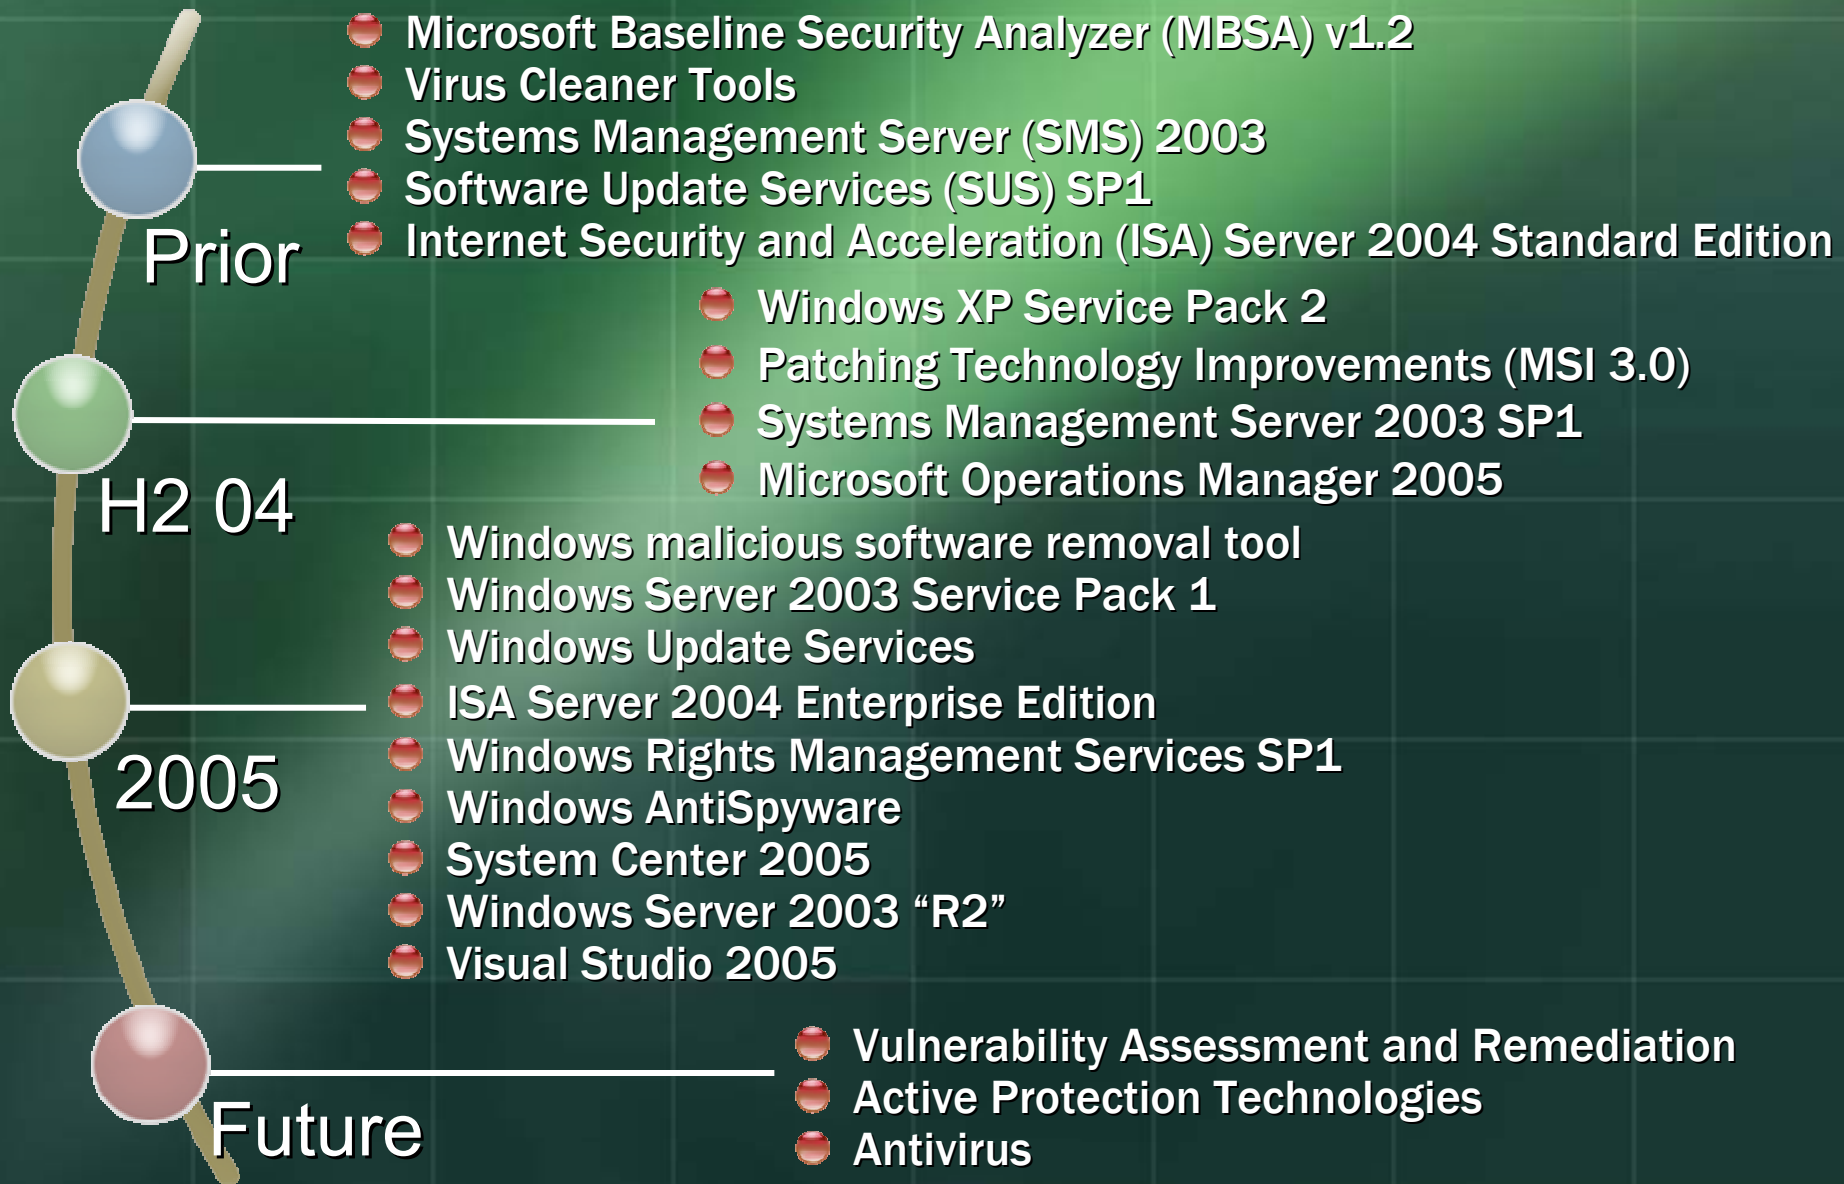 Microsoft Baseline Security Analyzer (MBSA) v1.2
Virus Cleaner Tools
Systems Management Server (SMS) 2003
Software Update Services (SUS) SP1
Internet Security and Acceleration (ISA) Server 2004 Standard Edition
Prior
Windows XP Service Pack 2
Patching Technology Improvements (MSI 3.0)
Systems Management Server 2003 SP1
Microsoft Operations Manager 2005
H2 04
Windows malicious software removal tool
Windows Server 2003 Service Pack 1
Windows Update Services
ISA Server 2004 Enterprise Edition
Windows Rights Management Services SP1
Windows AntiSpyware
System Center 2005
Windows Server 2003 “R2”
Visual Studio 2005
2005
Vulnerability Assessment and Remediation
Active Protection Technologies
Antivirus
Future